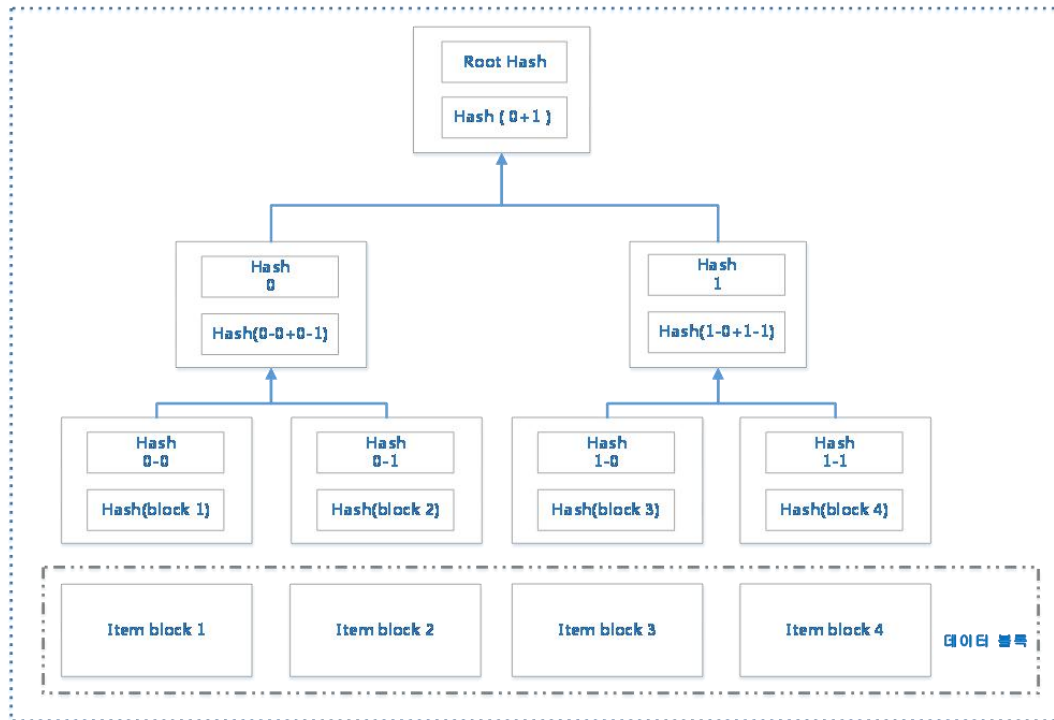 Root Hash
Hash ( 0+1 )
Hash
0
Hash(0-0+0-1)
Hash
1
Hash(1-0+1-1)
Hash
0-0
Hash(block 1)
Hash
0-1
Hash(block 2)
Hash
1-0
Hash(block 3)
Hash
1-1
Hash(block 4)
Item block 1
Item block 2
Item block 3
Item block 4
데이터 블록